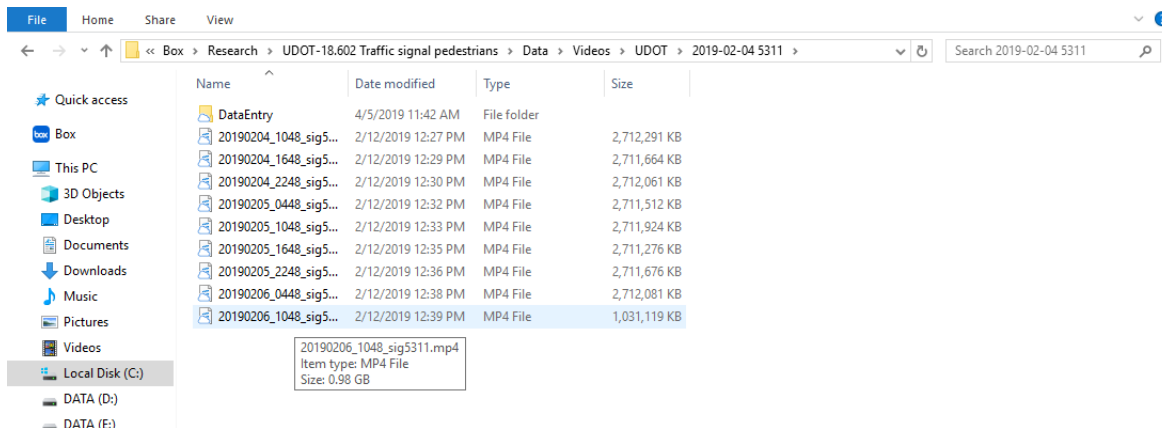 File Home Share View
« Box > Research > UDOT-18.602 Traffic signal pedestrians > Data > Videos > UDOT > 2019-02-04 5311 > Search 2019-02-04 5311
Name Date modified Type Size
Quick access
Box
This PC
3D Objects
Desktop
Documents
Downloads
Music
Pictures
Videos
Local Disk (C:)
DATA (D:)
DATA (E:)
DataEntry 4/5/2019 11:42 AM File folder
20190204_1048_sig5... 2/12/2019 12:27 PM MP4 File 2,712,291 KB
20190204_1648_sig5... 2/12/2019 12:29 PM MP4 File 2,711,664 KB
20190204_2248_sig5... 2/12/2019 12:30 PM MP4 File 2,712,061 KB
20190205_0448_sig5... 2/12/2019 12:32 PM MP4 File 2,711,512 KB
20190205_1048_sig5... 2/12/2019 12:33 PM MP4 File 2,711,924 KB
20190205_1648_sig5... 2/12/2019 12:35 PM MP4 File 2,711,276 KB
20190205_2248_sig5... 2/12/2019 12:36 PM MP4 File 2,711,676 KB
20190206_0448_sig5... 2/12/2019 12:38 PM MP4 File 2,712,081 KB
20190206_1048_sig5... 2/12/2019 12:39 PM MP4 File 1,031,119 KB
20190206_1048_sig5311.mp4
Item type: MP4 File
Size: 0.98 GB